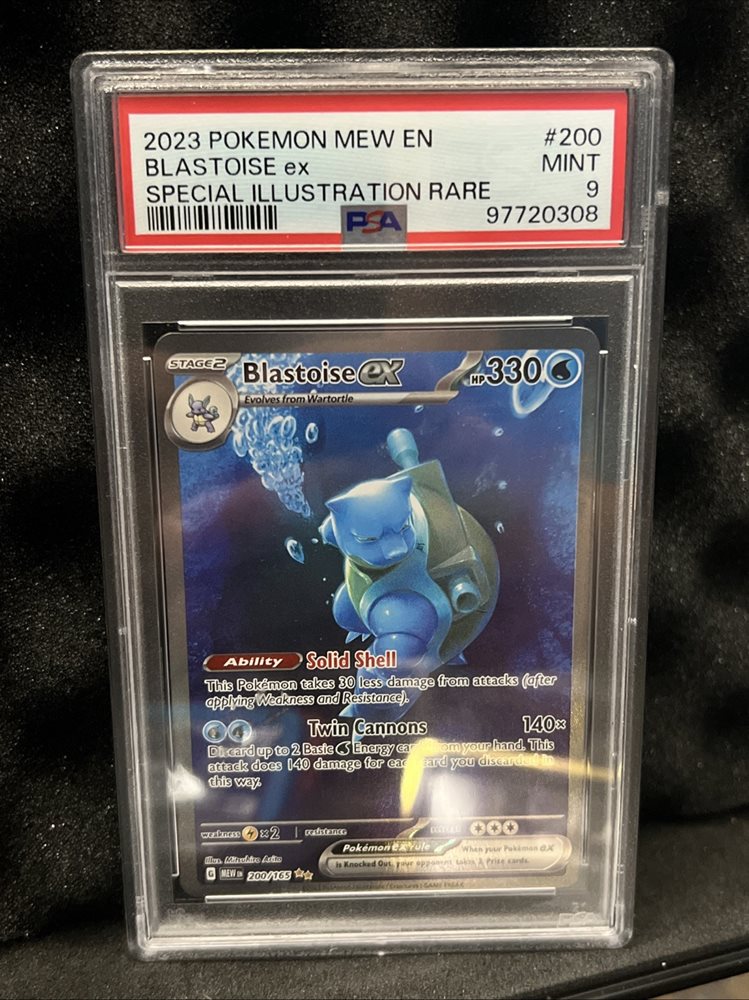 2023 POKEMON MEW EN #200
BLASTOISE ex MINT
SPECIAL ILLUSTRATION RARE 9
PSA 97720308
STAGE2 Blastoise ex HP330
Evolves from Wartortle
Ability Solid Shell
This Pokémon takes 30 less damage from attacks (after
applying Weakness and Resistance).
Twin Cannons 140×
Discard up to 2 Basic Energy from your hand. This
attack does 140 damage for each card you discarded in
this way.
weakness ×2 resistance
Pokémon ex rule When your Pokémon ex
is Knocked Out, your opponent takes 2 Prize cards.
Illus. Mitsuhiro Arita
G MEW EN 200/165